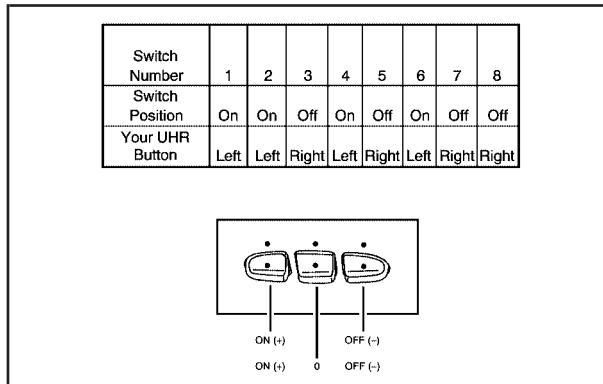 Switch Number 1 2 3 4 5 6 7 8
Switch Position On On Off On Off On Off Off
Your UHR Button Left Left Right Left Right Left Right Right
ON (+) OFF (−)
ON (+) 0 OFF (−)